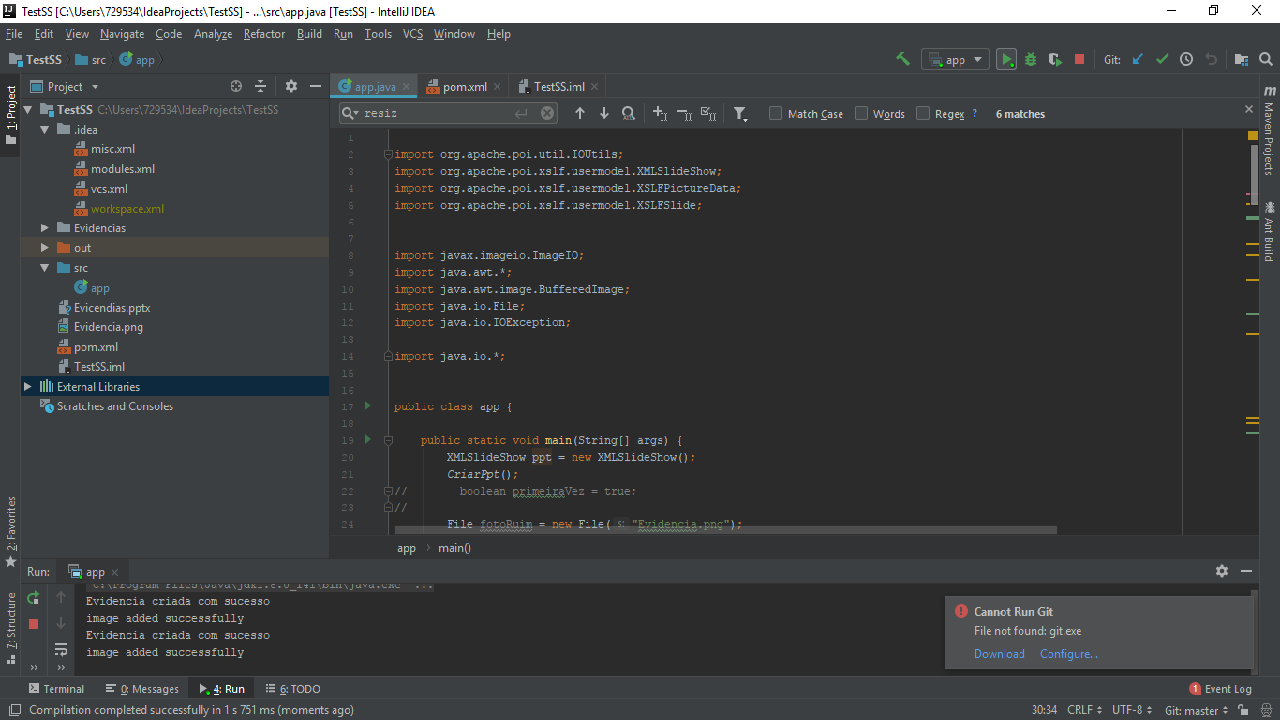 TestSS [C:\Users\729534\IdeaProjects\TestSS] - ...\src\app.java [TestSS] - IntelliJ IDEA
File Edit View Navigate Code Analyze Refactor Build Run Tools VCS Window Help
TestSS src app
app Git:
1: Project
Project
app.java pom.xml TestSS.iml
TestSS C:\Users\729534\IdeaProjects\TestSS
.idea
misc.xml
modules.xml
vcs.xml
workspace.xml
Evidencias
out
src
app
Evicendias.pptx
Evidencia.png
pom.xml
TestSS.iml
External Libraries
Scratches and Consoles
resiz Match Case Words Regex ? 6 matches
1
2 import org.apache.poi.util.IOUtils;
3 import org.apache.poi.xslf.usermodel.XMLSlideShow;
4 import org.apache.poi.xslf.usermodel.XSLFPictureData;
5 import org.apache.poi.xslf.usermodel.XSLFSlide;
6
7
8 import javax.imageio.ImageIO;
9 import java.awt.*;
10 import java.awt.image.BufferedImage;
11 import java.io.File;
12 import java.io.IOException;
13
14 import java.io.*;
15
16
17 public class app {
18
19 public static void main(String[] args) {
20 XMLSlideShow ppt = new XMLSlideShow();
21 CriarPpt();
22 // boolean primeiraVez = true;
23 //
24 File fotoRuim = new File( s: "Evidencia.png");
app main()
Maven Projects
Ant Build
2: Favorites
7: Structure
Run: app
Evidencia criada com sucesso
image added successfully
Evidencia criada com sucesso
image added successfully
Cannot Run Git
File not found: git.exe
Download Configure...
Terminal 0: Messages 4: Run 6: TODO
1 Event Log
Compilation completed successfully in 1 s 751 ms (moments ago)
30:34 CRLF UTF-8 Git: master